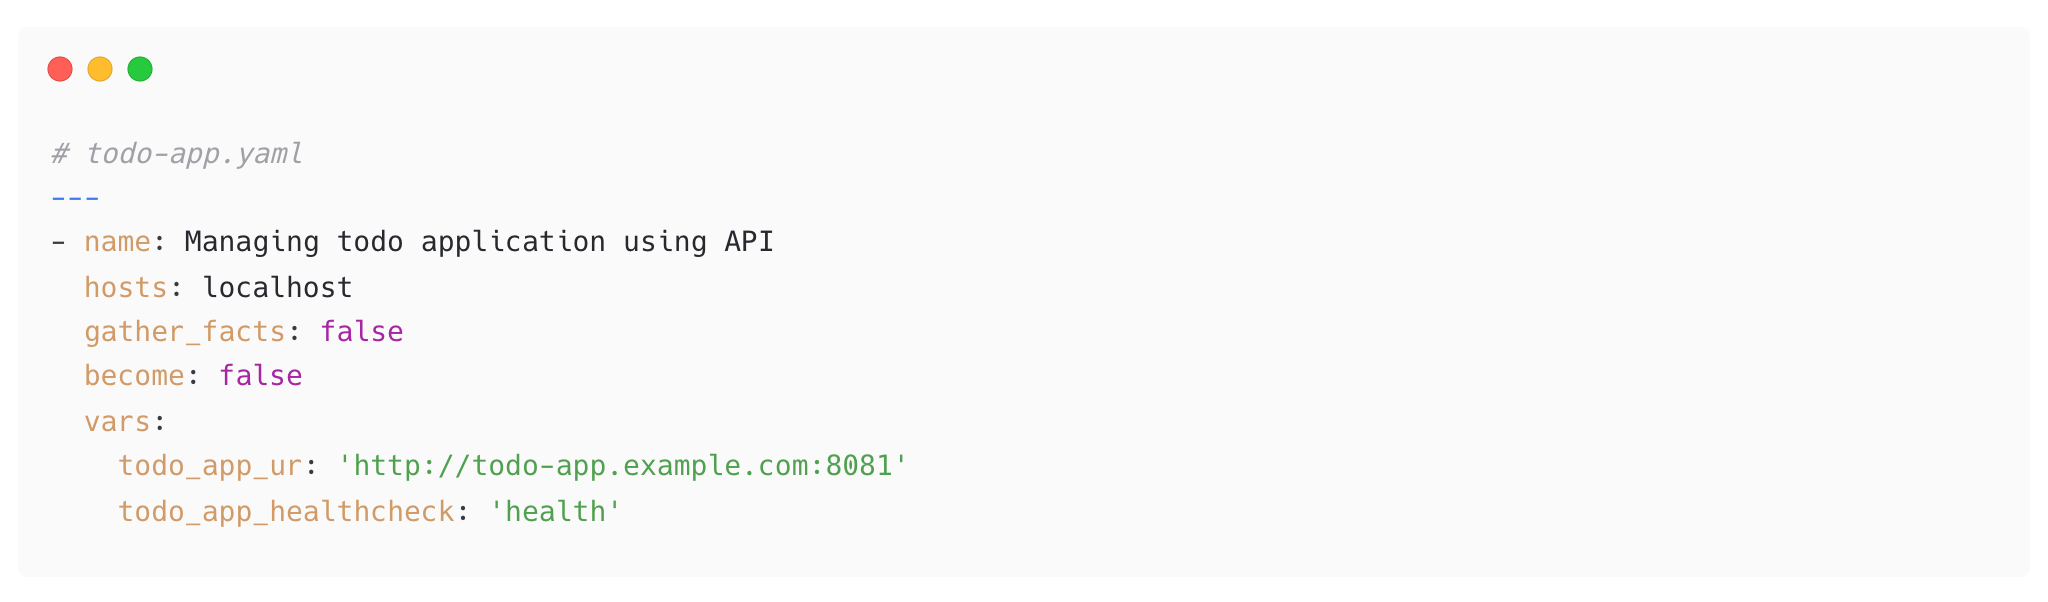 # todo-app.yaml
---
- name: Managing todo application using API
  hosts: localhost
  gather_facts: false
  become: false
  vars:
    todo_app_ur: 'http://todo-app.example.com:8081'
    todo_app_healthcheck: 'health'